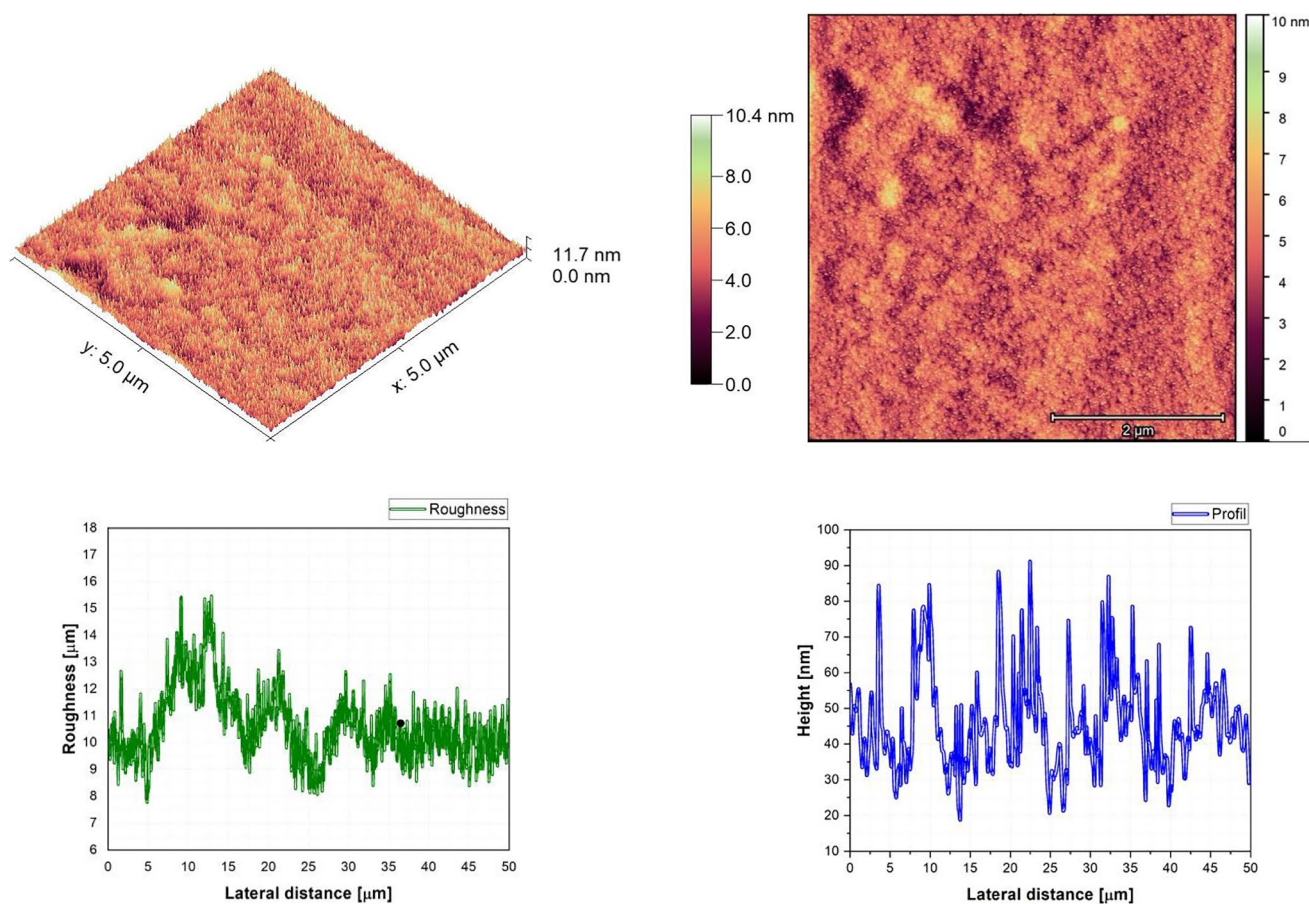 10.4 nm
8.0
6.0
4.0
2.0
0.0
11.7 nm
0.0 nm
y: 5.0 µm
x: 5.0 µm
10 nm
9
8
7
6
5
4
3
2
1
0
2 µm
Roughness
18
17
16
15
14
13
12
11
10
9
8
7
6
0 5 10 15 20 25 30 35 40 45 50
Roughness [µm]
Lateral distance [µm]
Profil
100
90
80
70
60
50
40
30
20
10
0 5 10 15 20 25 30 35 40 45 50
Height [nm]
Lateral distance [µm]